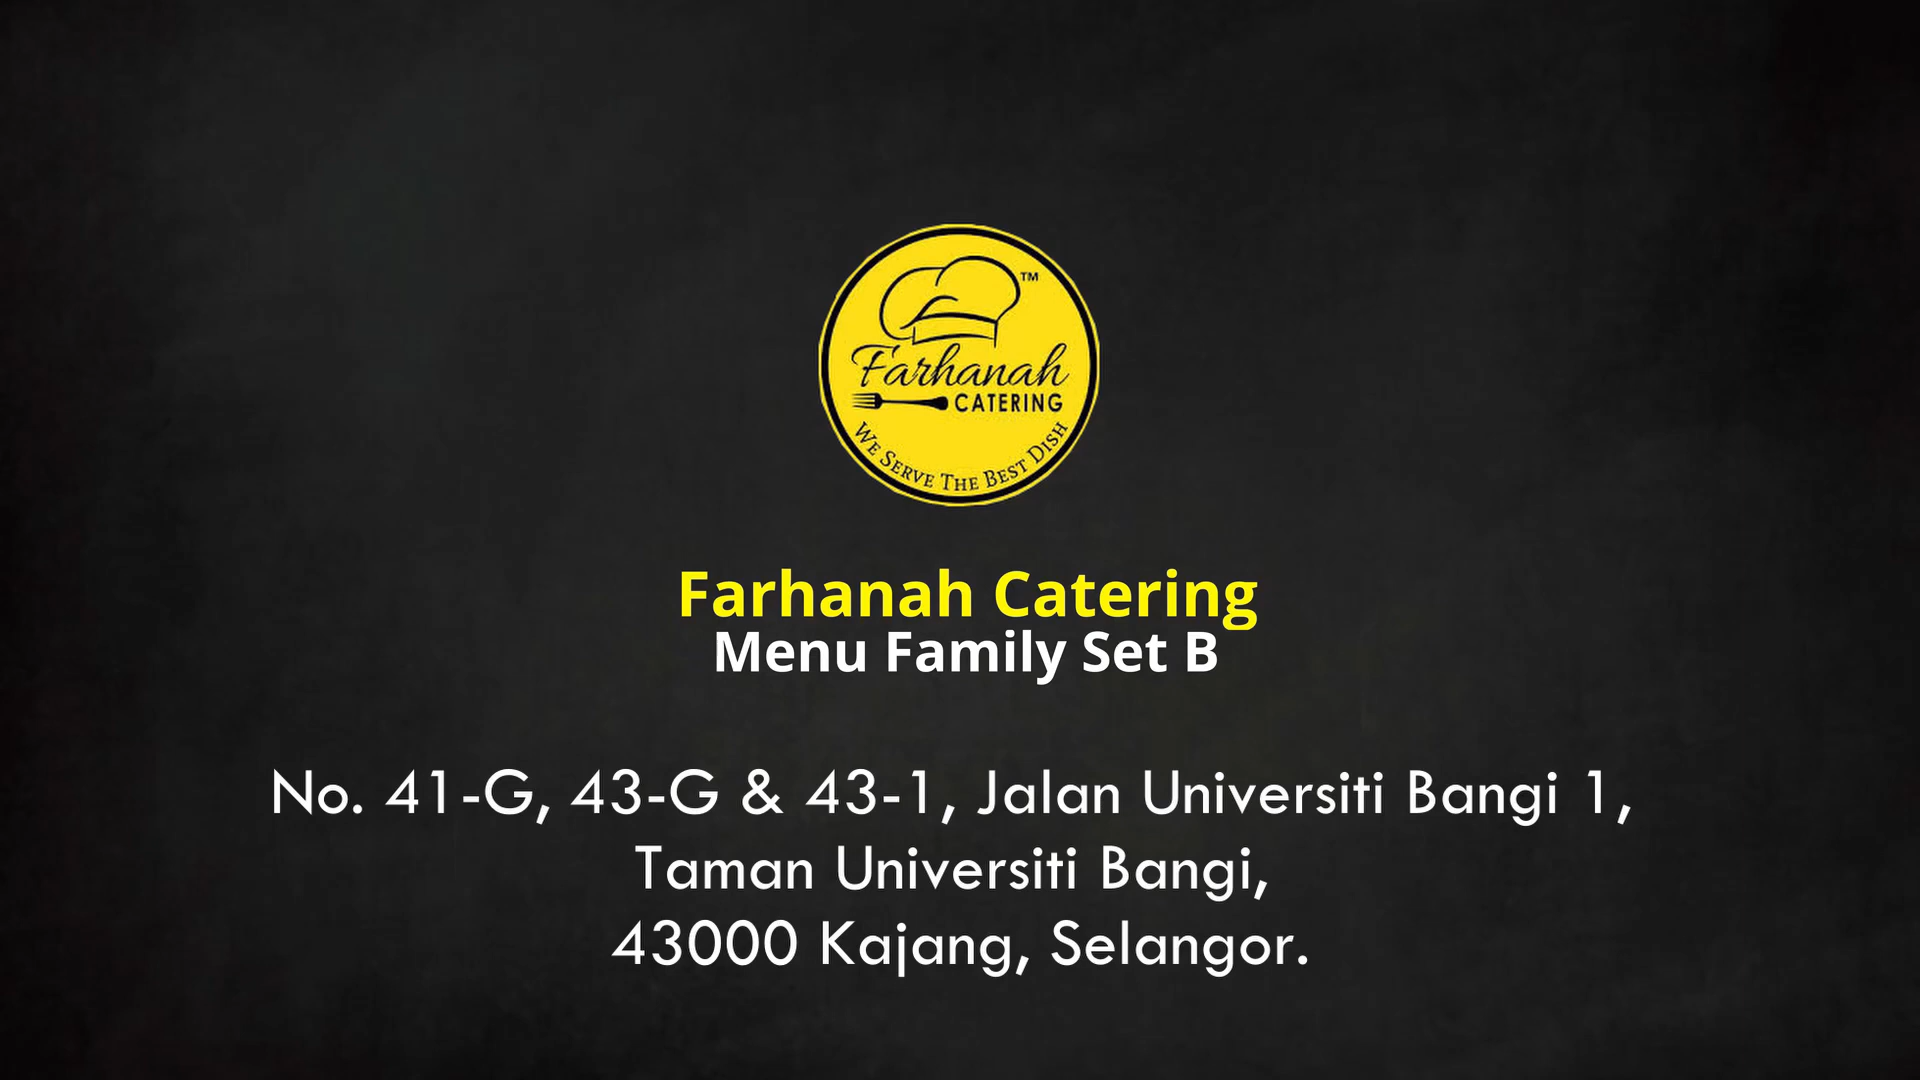 TM
Farhanah
CATERING
WE SERVE THE BEST DISH
Farhanah Catering
Menu Family Set B
No. 41-G, 43-G & 43-1, Jalan Universiti Bangi 1,
Taman Universiti Bangi,
43000 Kajang, Selangor.